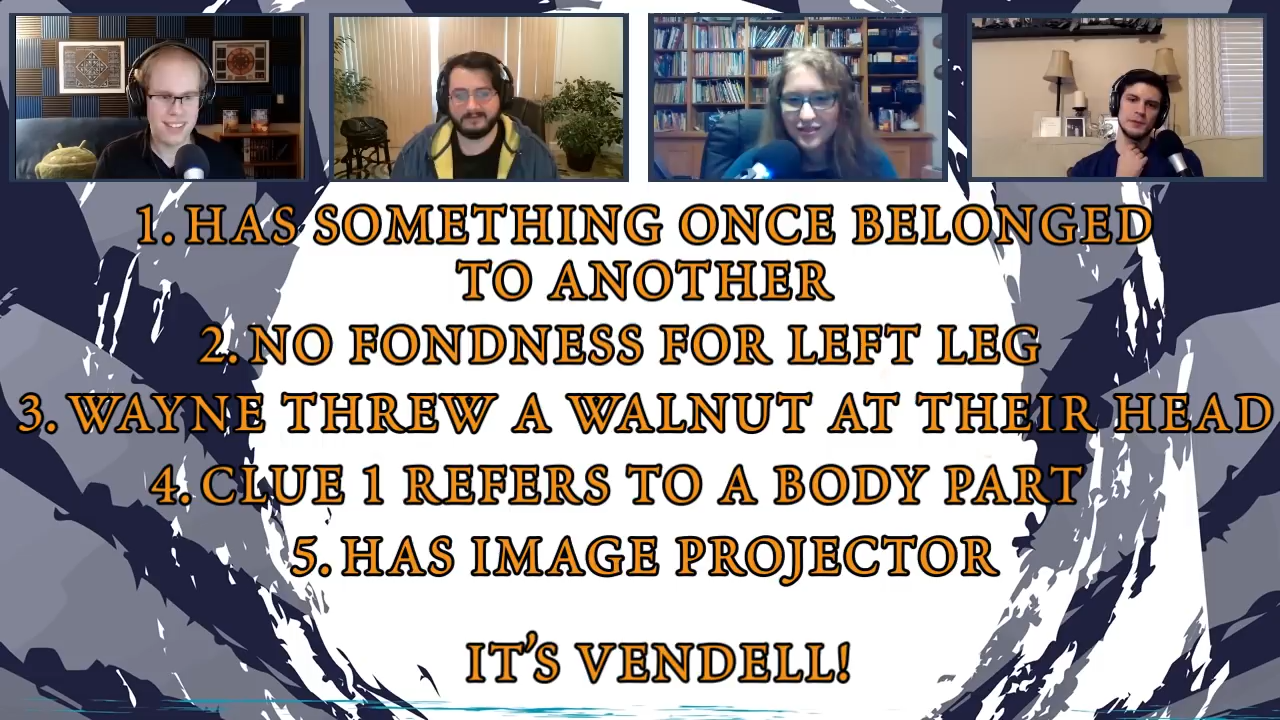 1. HAS SOMETHING ONCE BELONGED
TO ANOTHER
2. NO FONDNESS FOR LEFT LEG
3. WAYNE THREW A WALNUT AT THEIR HEAD
4. CLUE 1 REFERS TO A BODY PART
5. HAS IMAGE PROJECTOR
IT'S VENDELL!